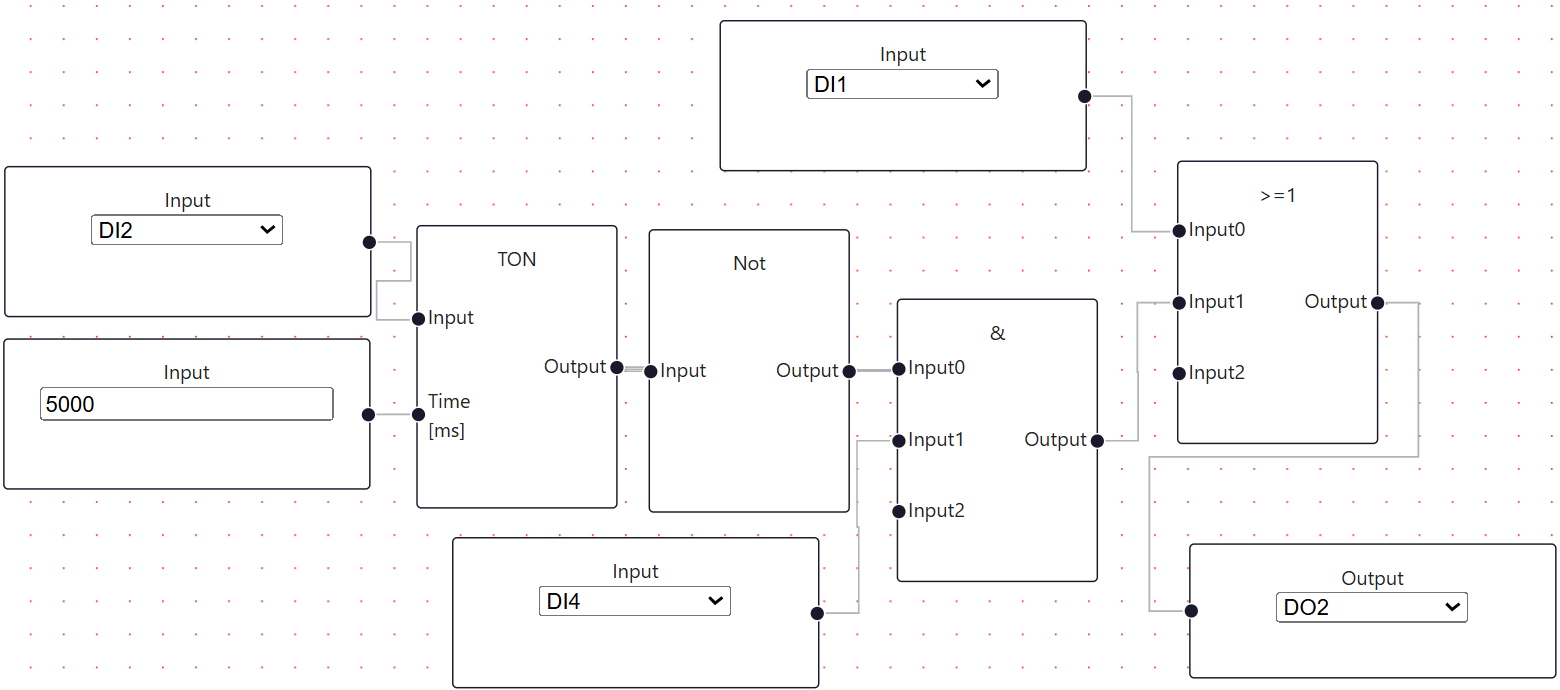 Input
DI1
Input
DI2
Input
5000
TON
Input
Output
Time
[ms]
Not
Input
Output
Input
DI4
&
Input0
Input1
Output
Input2
>=1
Input0
Input1
Output
Input2
Output
DO2